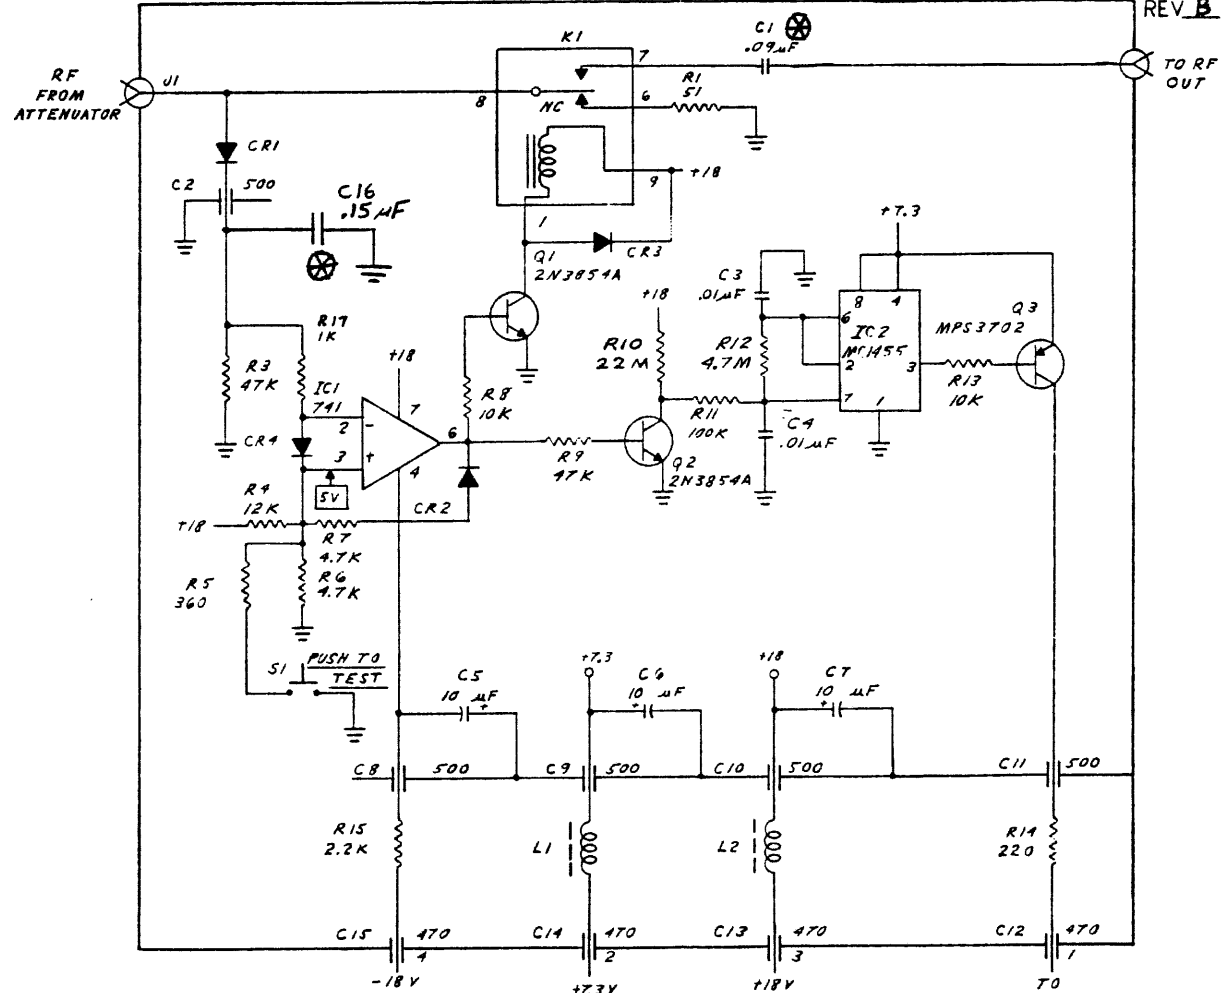 REV B
RF
FROM
ATTENUATOR
J1
K1
7
C1
.09µF
TO RF
OUT
8
NC
6
R1
51
CR1
C2 500
C16
.15µF
9
+18
1
CR3
Q1
2N3854A
+7.3
C3
.01µF
8
4
+18
6
IC2
MC1455
2
3
7
1
Q3
MPS3702
R10
22M
R12
4.7M
R13
10K
R17
1K
R3
47K
IC1
741
+18
7
R8
10K
2
-
6
3
+
4
5V
CR4
R9
47K
R11
100K
C4
.01µF
Q2
2N3854A
R4
12K
+18
CR2
R7
4.7K
R6
4.7K
R5
360
S1
PUSH TO
TEST
C5
10 µF
+
+7.3
C6
10 µF
+
+18
C7
10 µF
+
C8 500
C9 500
C10 500
C11 500
R15
2.2K
L1
L2
R14
220
C15 470
4
C14 470
2
C13 470
3
C12 470
1
-18V
+7.3V
+18V
TO